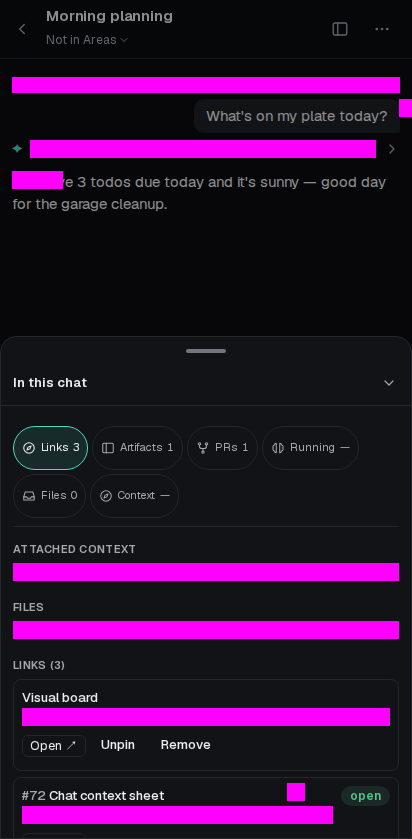 Morning planning
Not in Areas
What's on my plate today?
e 3 todos due today and it's sunny — good day
for the garage cleanup.
In this chat
Links 3
Artifacts 1
PRs 1
Running —
Files 0
Context —
ATTACHED CONTEXT
FILES
LINKS (3)
Visual board
Open ↗ Unpin Remove
#72 Chat context sheet
open